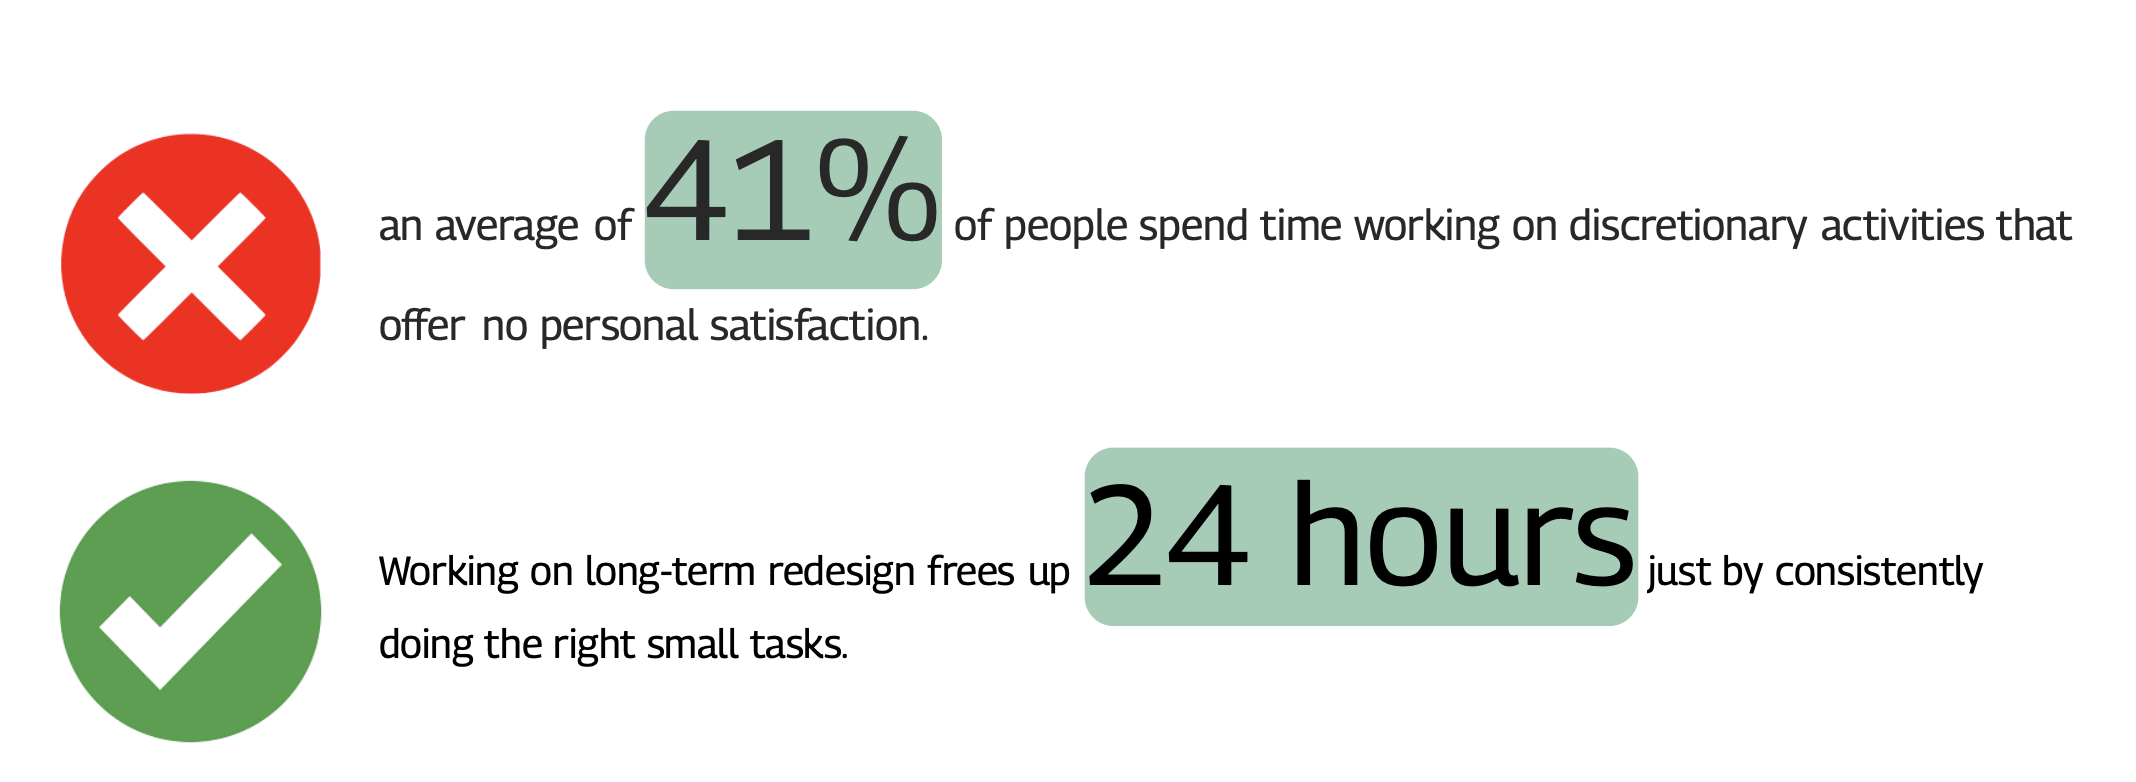 an average of 41% of people spend time working on discretionary activities that
offer no personal satisfaction.
Working on long-term redesign frees up 24 hours just by consistently
doing the right small tasks.